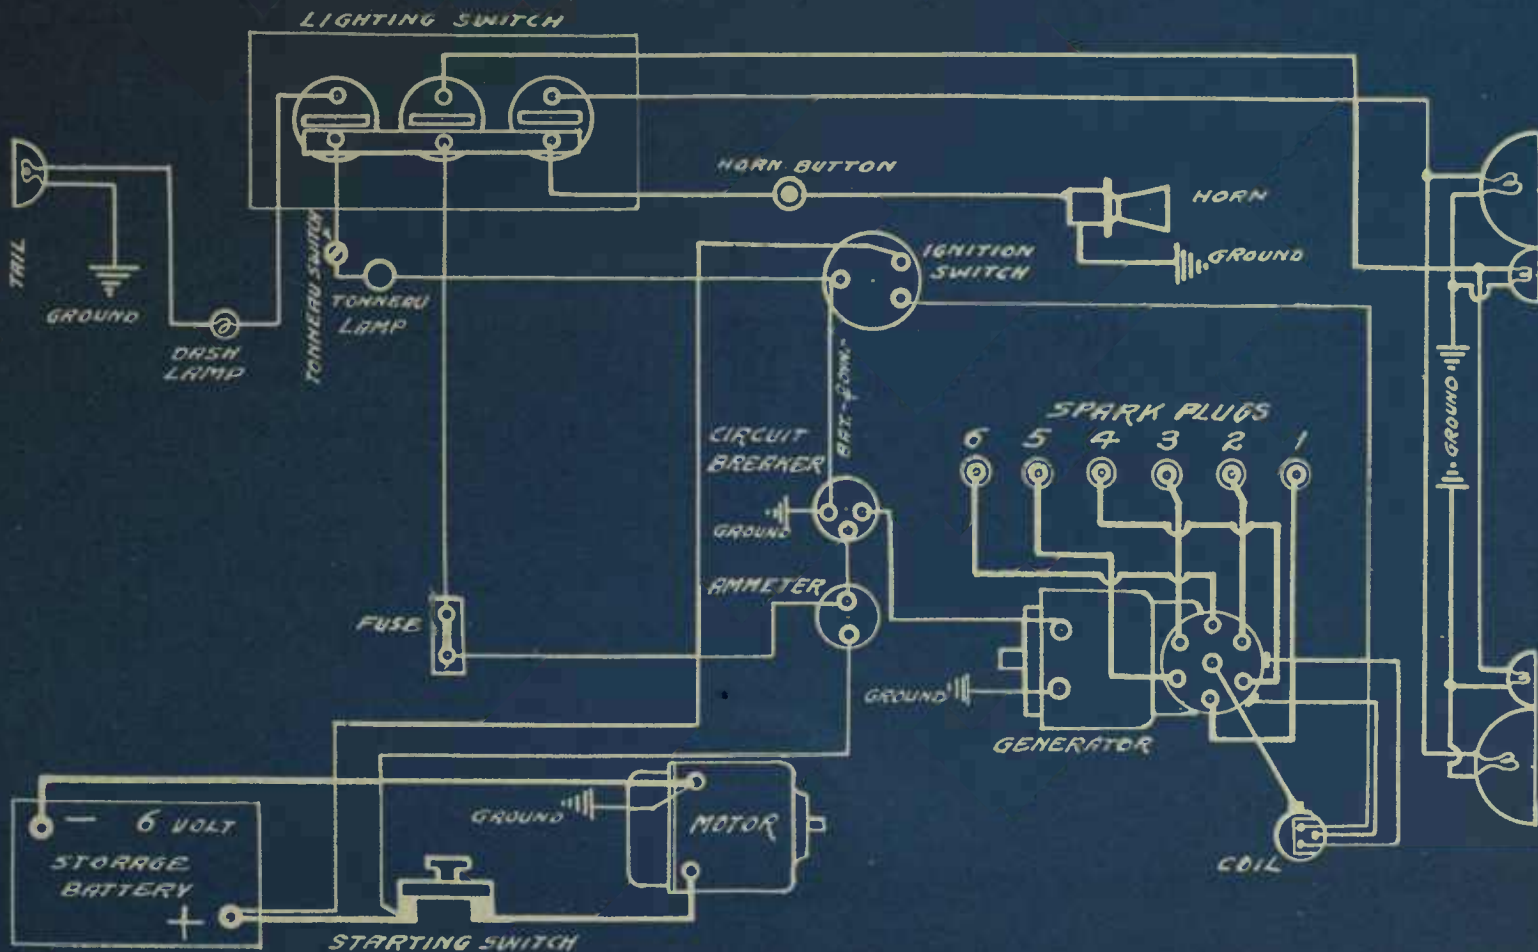 LIGHTING SWITCH
HORN BUTTON
HORN
GROUND
IGNITION
SWITCH
TAIL
GROUND
DASH
LAMP
TONNEAU SWITCH
TONNEAU
LAMP
BAT.-CONN.-
CIRCUIT
BREAKER
GROUND
SPARK PLUGS
6 5 4 3 2 1
GROUND
AMMETER
FUSE
GROUND
GENERATOR
— 6 VOLT
STORAGE
BATTERY
+
GROUND
MOTOR
COIL
STARTING SWITCH